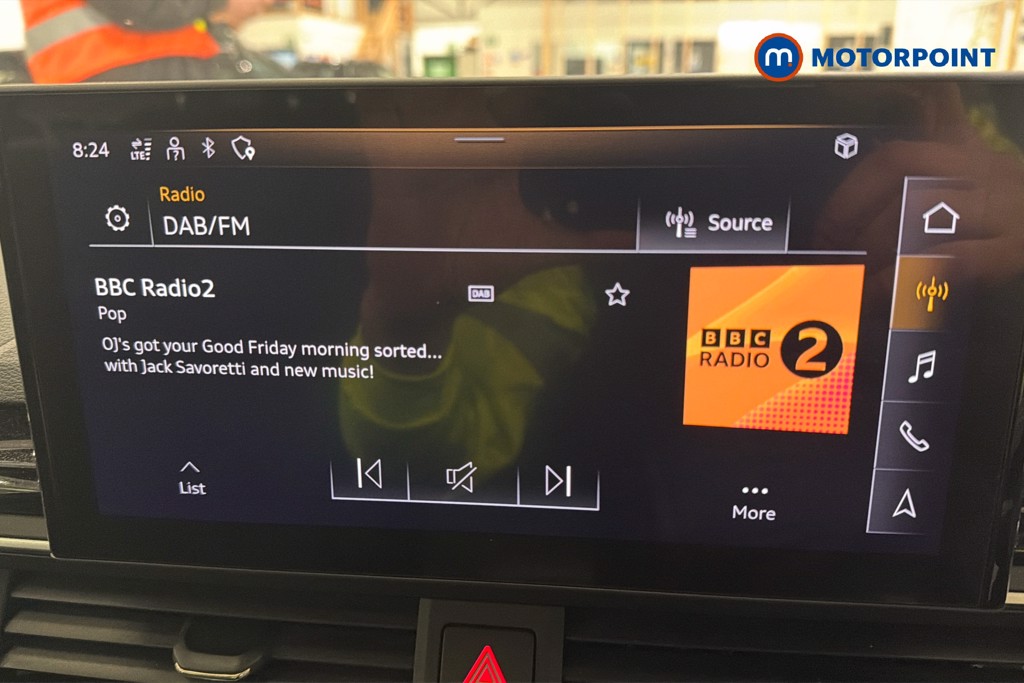 m MOTORPOINT
8:24 LTE
Radio
DAB/FM
Source
BBC Radio2
DAB
Pop
OJ's got your Good Friday morning sorted...
with Jack Savoretti and new music!
BBC
RADIO 2
List
More